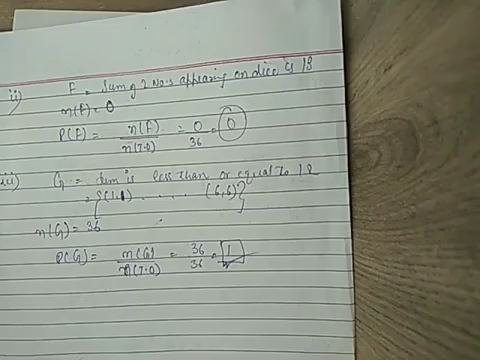 ii) F = Sum of 2 No's appearing on dice is 13
n(F) = 0
P(F) = n(F) / n(T.O) = 0 / 36 = 0
iii) G = Sum is less than or equal to 12
= {(1,1) ...... (6,6)}
n(G) = 36
P(G) = n(G) / n(T.O) = 36 / 36 = 1